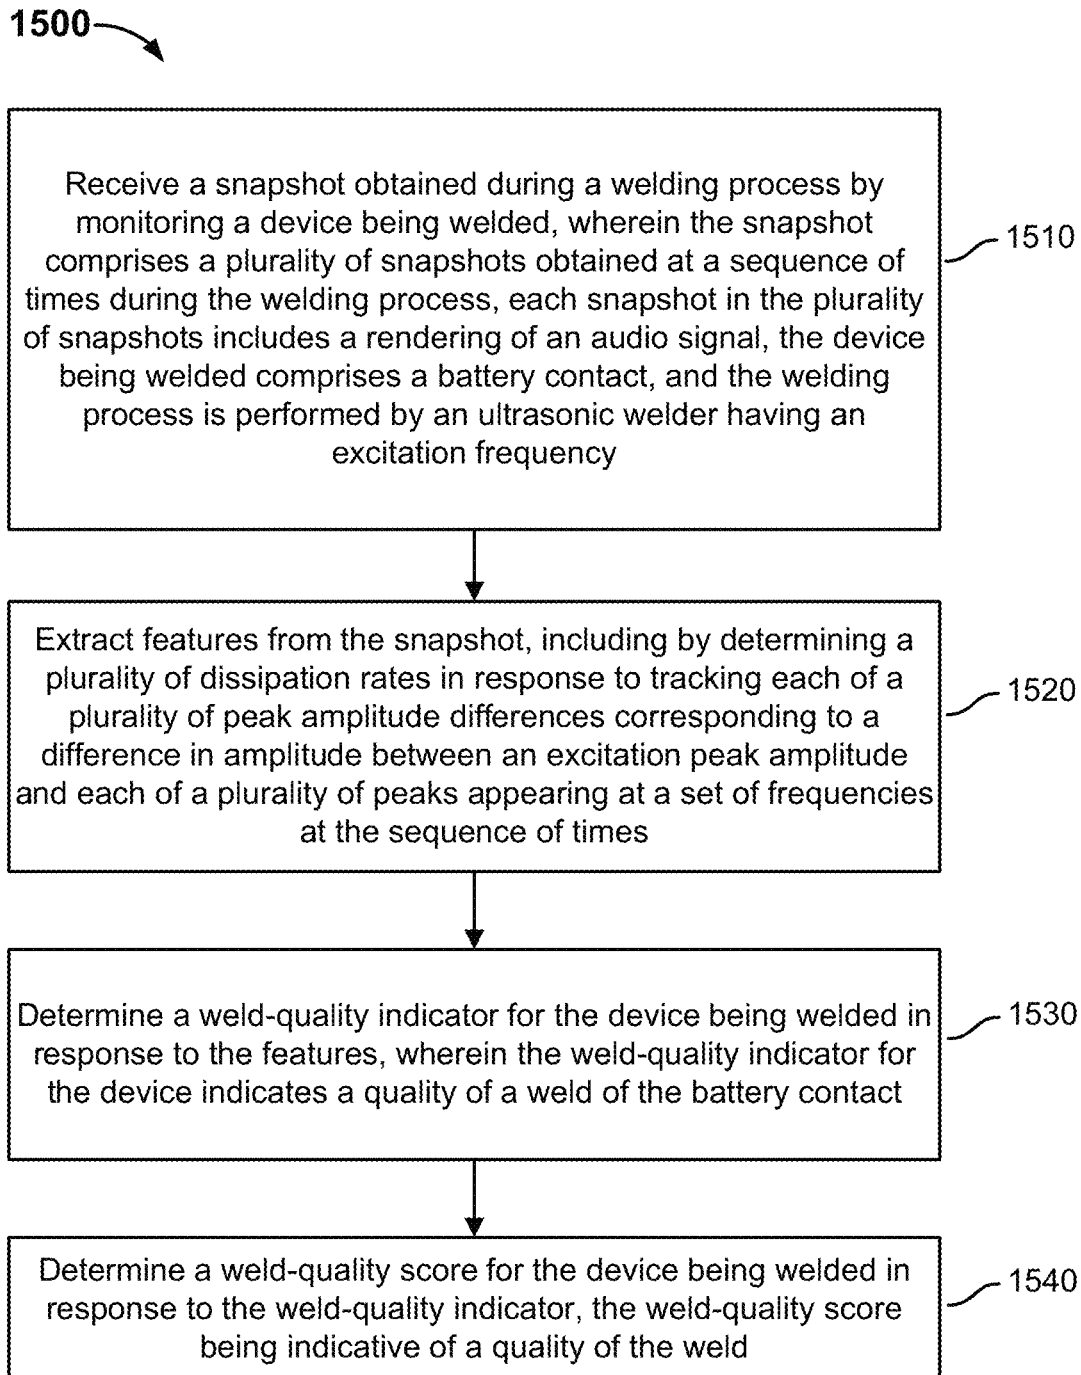 1500
Receive a snapshot obtained during a welding process by
monitoring a device being welded, wherein the snapshot
comprises a plurality of snapshots obtained at a sequence of
times during the welding process, each snapshot in the plurality
of snapshots includes a rendering of an audio signal, the device
being welded comprises a battery contact, and the welding
process is performed by an ultrasonic welder having an
excitation frequency
1510
Extract features from the snapshot, including by determining a
plurality of dissipation rates in response to tracking each of a
plurality of peak amplitude differences corresponding to a
difference in amplitude between an excitation peak amplitude
and each of a plurality of peaks appearing at a set of frequencies
at the sequence of times
1520
Determine a weld-quality indicator for the device being welded in
response to the features, wherein the weld-quality indicator for
the device indicates a quality of a weld of the battery contact
1530
Determine a weld-quality score for the device being welded in
response to the weld-quality indicator, the weld-quality score
being indicative of a quality of the weld
1540